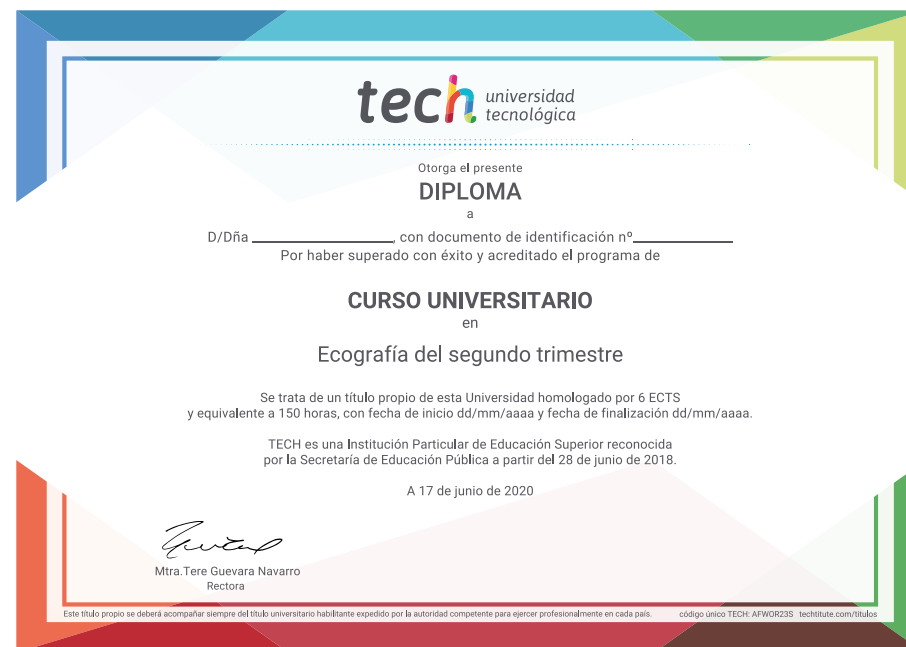 tech universidad
tecnológica
Otorga el presente
DIPLOMA
a
D/Dña ____________________, con documento de identificación nº______________
Por haber superado con éxito y acreditado el programa de
CURSO UNIVERSITARIO
en
Ecografía del segundo trimestre
Se trata de un título propio de esta Universidad homologado por 6 ECTS
y equivalente a 150 horas, con fecha de inicio dd/mm/aaaa y fecha de finalización dd/mm/aaaa.
TECH es una Institución Particular de Educación Superior reconocida
por la Secretaría de Educación Pública a partir del 28 de junio de 2018.
A 17 de junio de 2020
Mtra.Tere Guevara Navarro
Rectora
Este título propio se deberá acompañar siempre del título universitario habilitante expedido por la autoridad competente para ejercer profesionalmente en cada país. código único TECH: AFWOR23S techtitute.com/títulos